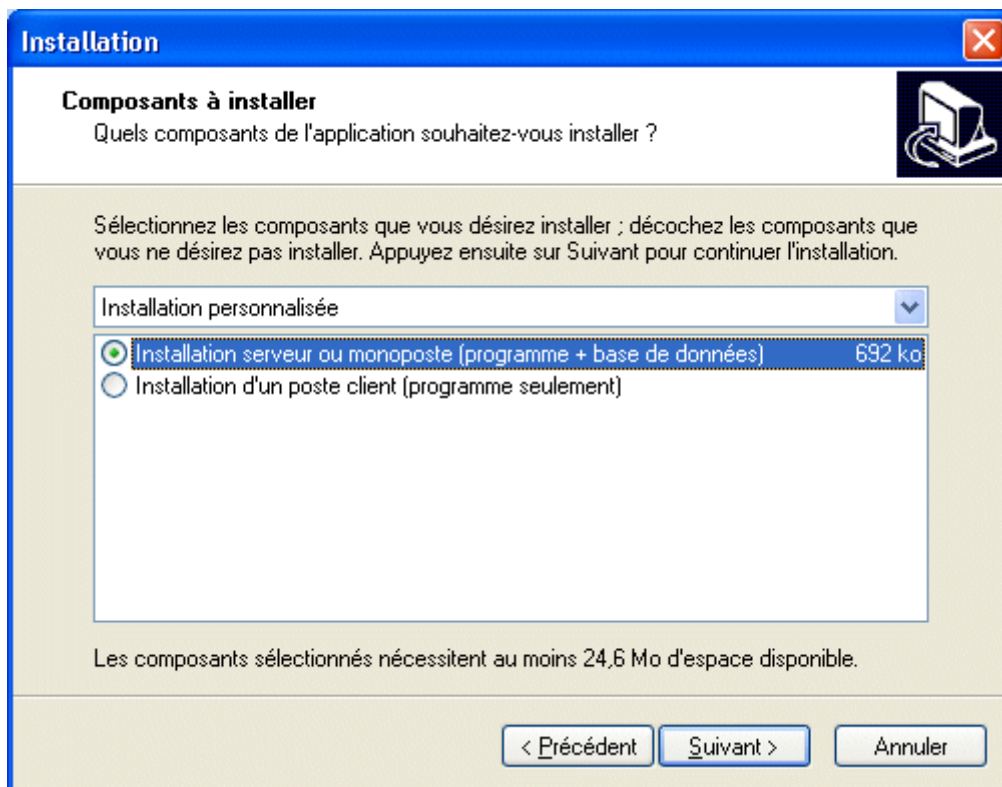 Installation
Composants à installer
Quels composants de l'application souhaitez-vous installer ?
Sélectionnez les composants que vous désirez installer ; décochez les composants que
vous ne désirez pas installer. Appuyez ensuite sur Suivant pour continuer l'installation.
Installation personnalisée
Installation serveur ou monoposte (programme + base de données) 692 ko
Installation d'un poste client (programme seulement)
Les composants sélectionnés nécessitent au moins 24,6 Mo d'espace disponible.
< Précédent Suivant > Annuler